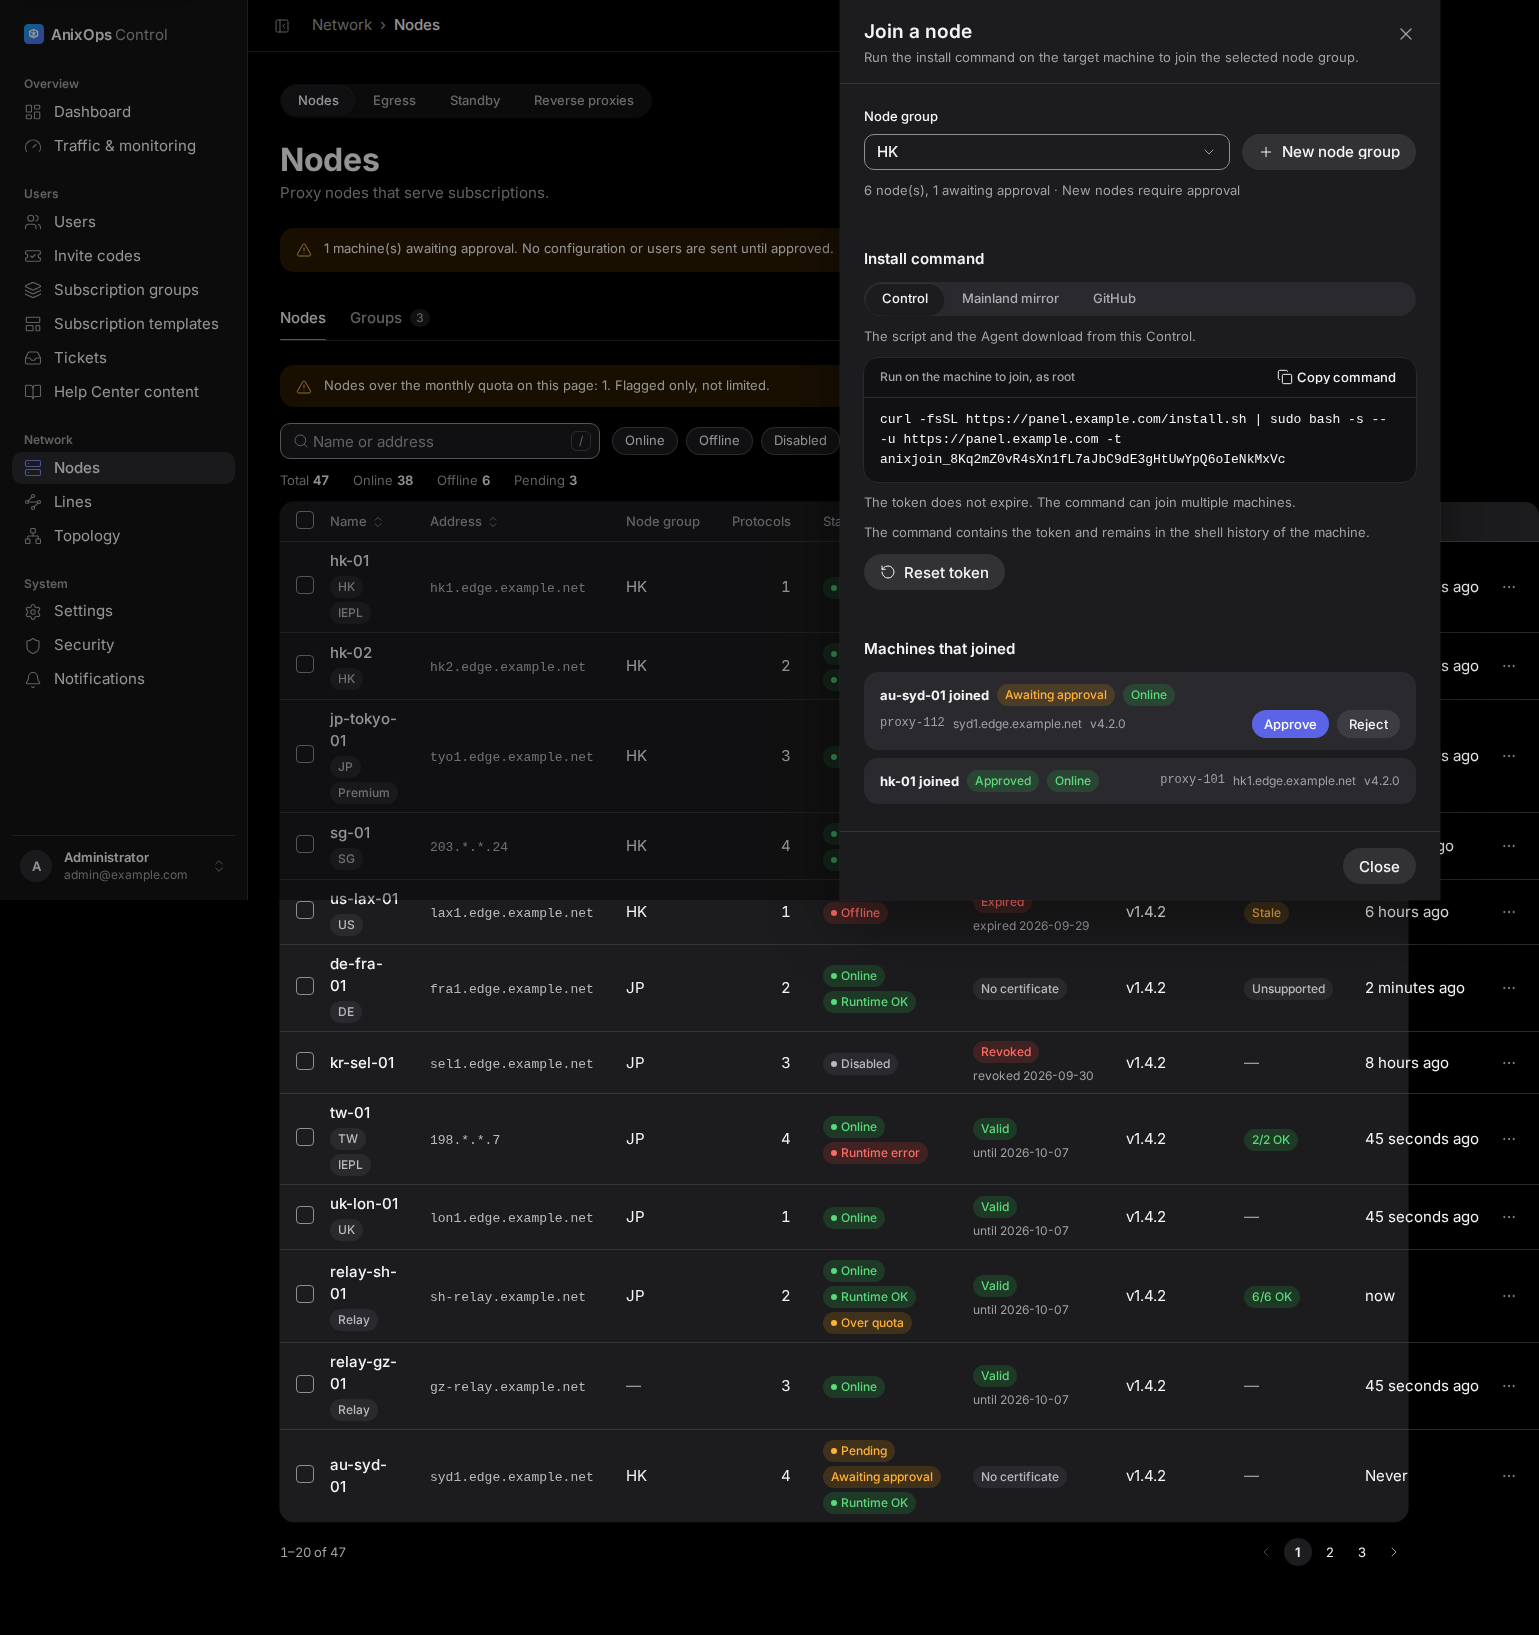 AnixOps Control
Overview
Dashboard
Traffic & monitoring
Users
Users
Invite codes
Subscription groups
Subscription templates
Tickets
Help Center content
Network
Nodes
Lines
Topology
System
Settings
Security
Notifications
A
Administrator
admin@example.com
Network › Nodes
Nodes Egress Standby Reverse proxies
Nodes
Proxy nodes that serve subscriptions.
1 machine(s) awaiting approval. No configuration or users are sent until approved.
Nodes Groups 3
Nodes over the monthly quota on this page: 1. Flagged only, not limited.
Name or address / Online Offline Disabled
Total 47 Online 38 Offline 6 Pending 3
Name Address Node group Protocols
hk-01
HK
IEPL
hk1.edge.example.net HK 1
hk-02
HK
hk2.edge.example.net HK 2
jp-tokyo-
01
JP
Premium
tyo1.edge.example.net HK 3
sg-01
SG
203.*.*.24 HK 4
us-lax-01
US
lax1.edge.example.net HK 1 Offline
Expired
expired 2026-09-29
v1.4.2 Stale 6 hours ago
de-fra-
01
DE
fra1.edge.example.net JP 2
Online
Runtime OK
No certificate v1.4.2 Unsupported 2 minutes ago
kr-sel-01 sel1.edge.example.net JP 3 Disabled
Revoked
revoked 2026-09-30
v1.4.2 — 8 hours ago
tw-01
TW
IEPL
198.*.*.7 JP 4
Online
Runtime error
Valid
until 2026-10-07
v1.4.2 2/2 OK 45 seconds ago
uk-lon-01
UK
lon1.edge.example.net JP 1 Online
Valid
until 2026-10-07
v1.4.2 — 45 seconds ago
relay-sh-
01
Relay
sh-relay.example.net JP 2
Online
Runtime OK
Over quota
Valid
until 2026-10-07
v1.4.2 6/6 OK now
relay-gz-
01
Relay
gz-relay.example.net — 3 Online
Valid
until 2026-10-07
v1.4.2 — 45 seconds ago
au-syd-
01
syd1.edge.example.net HK 4
Pending
Awaiting approval
Runtime OK
No certificate v1.4.2 — Never
1–20 of 47
1 2 3
Join a node
Run the install command on the target machine to join the selected node group.
Node group
HK
New node group
6 node(s), 1 awaiting approval · New nodes require approval
Install command
Control Mainland mirror GitHub
The script and the Agent download from this Control.
Run on the machine to join, as root
Copy command
curl -fsSL https://panel.example.com/install.sh | sudo bash -s --
-u https://panel.example.com -t
anixjoin_8Kq2mZ0vR4sXn1fL7aJbC9dE3gHtUwYpQ6oIeNkMxVc
The token does not expire. The command can join multiple machines.
The command contains the token and remains in the shell history of the machine.
Reset token
Machines that joined
au-syd-01 joined Awaiting approval Online
proxy-112 syd1.edge.example.net v4.2.0
Approve Reject
hk-01 joined Approved Online proxy-101 hk1.edge.example.net v4.2.0
Close